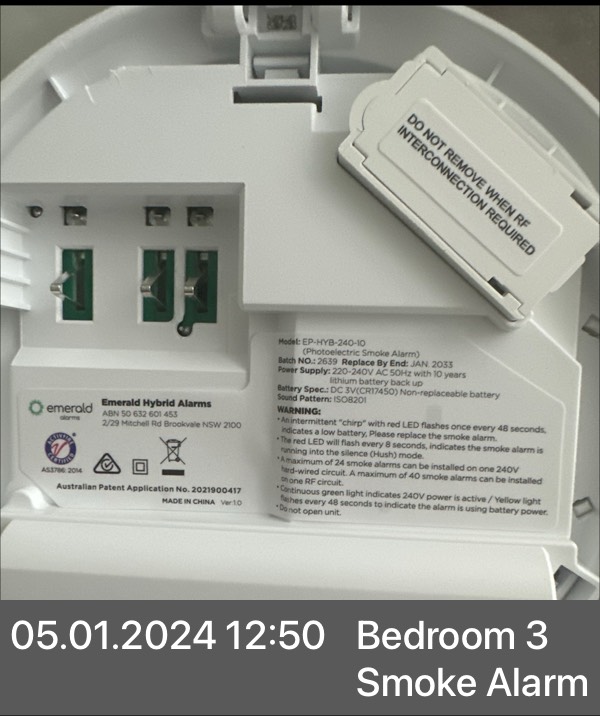 DO NOT REMOVE WHEN RF
INTERCONNECTION REQUIRED
Model: EP-HYB-240-10
(Photoelectric Smoke Alarm)
Batch NO.: 2639 Replace By End: JAN. 2033
Power Supply: 220-240V AC 50Hz with 10 years
lithium battery back up
Battery Spec.: DC 3V(CR17450) Non-replaceable battery
Sound Pattern: ISO8201
WARNING:
*An intermittent "chirp" with red LED flashes once every 48 seconds,
indicates a low battery, Please replace the smoke alarm.
*The red LED will flash every 8 seconds, indicates the smoke alarm is
running into the silence (Hush) mode.
*A maximum of 24 smoke alarms can be installed on one 240V
hard-wired circuit. A maximum of 40 smoke alarms can be installed
on one RF circuit.
*Continuous green light indicates 240V power is active / Yellow light
flashes every 48 seconds to indicate the alarm is using battery power.
*Do not open unit.
emerald
alarms
Emerald Hybrid Alarms
ABN 50 632 601 453
2/29 Mitchell Rd Brookvale NSW 2100
AS3786: 2014
Australian Patent Application No. 2021900417
MADE IN CHINA Ver:1.0
05.01.2024 12:50 Bedroom 3
Smoke Alarm